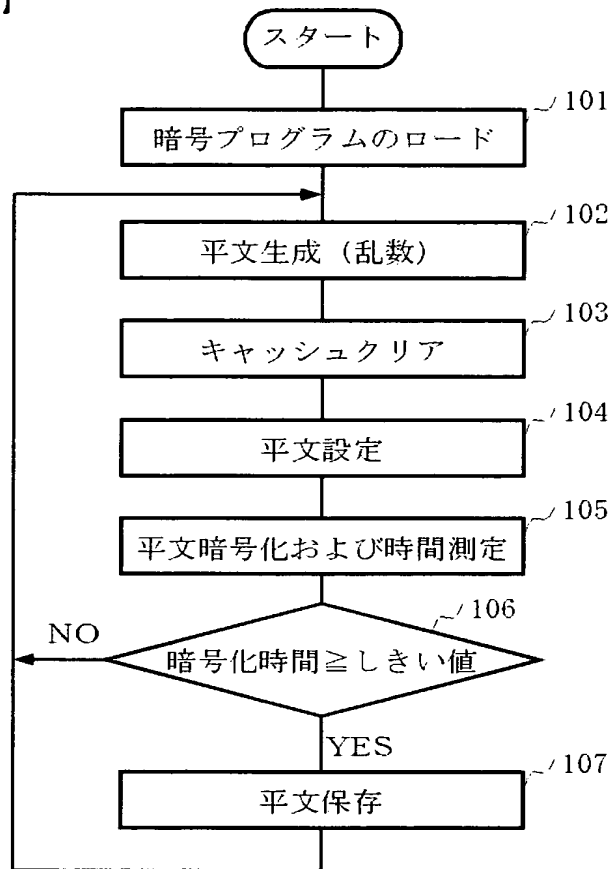 】
スタート
101
暗号プログラムのロード
102
平文生成（乱数）
103
キャッシュクリア
104
平文設定
105
平文暗号化および時間測定
106
NO
暗号化時間≧しきい値
YES
107
平文保存